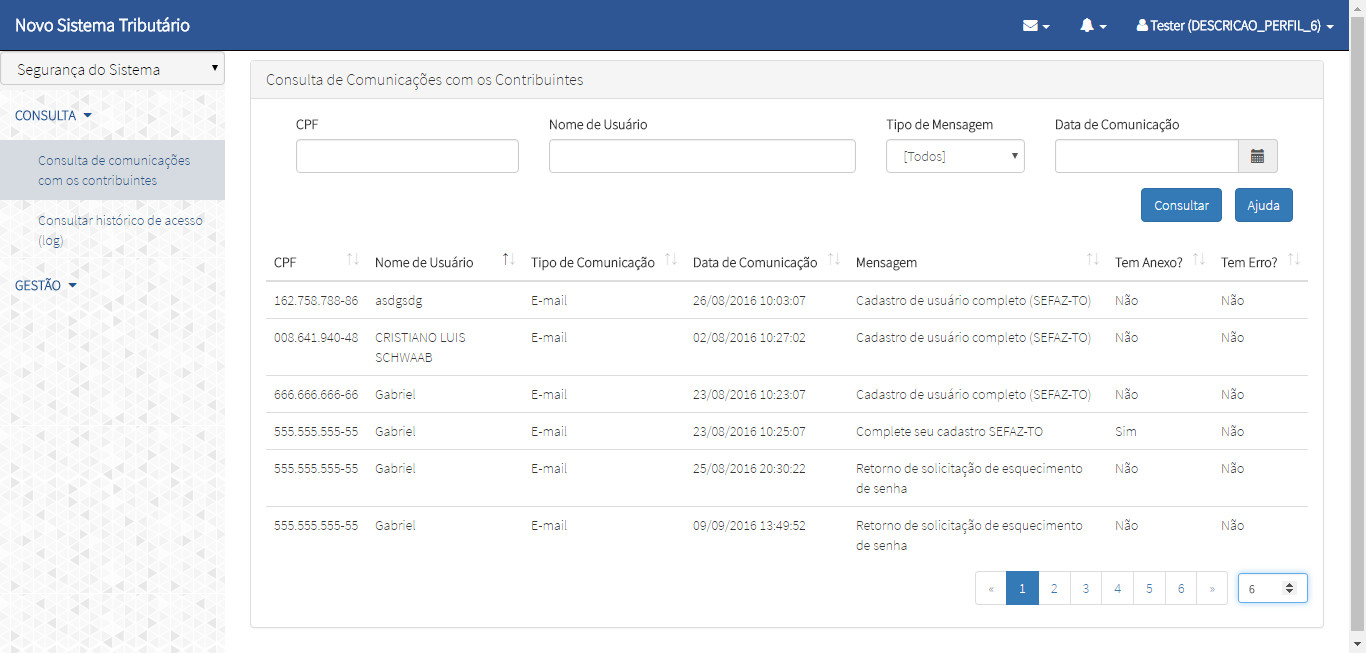 Novo Sistema Tributário
Tester (DESCRICAO_PERFIL_6)
Segurança do Sistema
CONSULTA
Consulta de comunicações
com os contribuintes
Consultar histórico de acesso
(log)
GESTÃO
Consulta de Comunicações com os Contribuintes
CPF Nome de Usuário Tipo de Mensagem Data de Comunicação
[Todos]
Consultar Ajuda
CPF Nome de Usuário Tipo de Comunicação Data de Comunicação Mensagem Tem Anexo? Tem Erro?
162.758.788-86 asdgsdg E-mail 26/08/2016 10:03:07 Cadastro de usuário completo (SEFAZ-TO) Não Não
008.641.940-48 CRISTIANO LUIS E-mail 02/08/2016 10:27:02 Cadastro de usuário completo (SEFAZ-TO) Não Não
SCHWAAB
666.666.666-66 Gabriel E-mail 23/08/2016 10:23:07 Cadastro de usuário completo (SEFAZ-TO) Não Não
555.555.555-55 Gabriel E-mail 23/08/2016 10:25:07 Complete seu cadastro SEFAZ-TO Sim Não
555.555.555-55 Gabriel E-mail 25/08/2016 20:30:22 Retorno de solicitação de esquecimento Não Não
de senha
555.555.555-55 Gabriel E-mail 09/09/2016 13:49:52 Retorno de solicitação de esquecimento Não Não
de senha
« 1 2 3 4 5 6 » 6